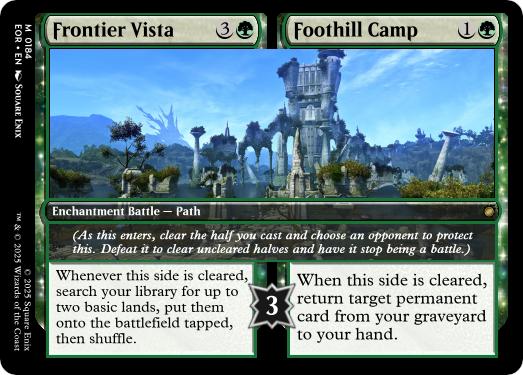 Frontier Vista 3
Foothill Camp 1
Enchantment Battle — Path
(As this enters, clear the half you cast and choose an opponent to protect
this. Defeat it to clear uncleared halves and have it stop being a battle.)
Whenever this side is cleared,
search your library for up to
two basic lands, put them
onto the battlefield tapped,
then shuffle.
3
When this side is cleared,
return target permanent
card from your graveyard
to your hand.
M 0184
EOR • EN SQUARE ENIX
™ & © 2025 Wizards of the Coast
© 2025 Square Enix